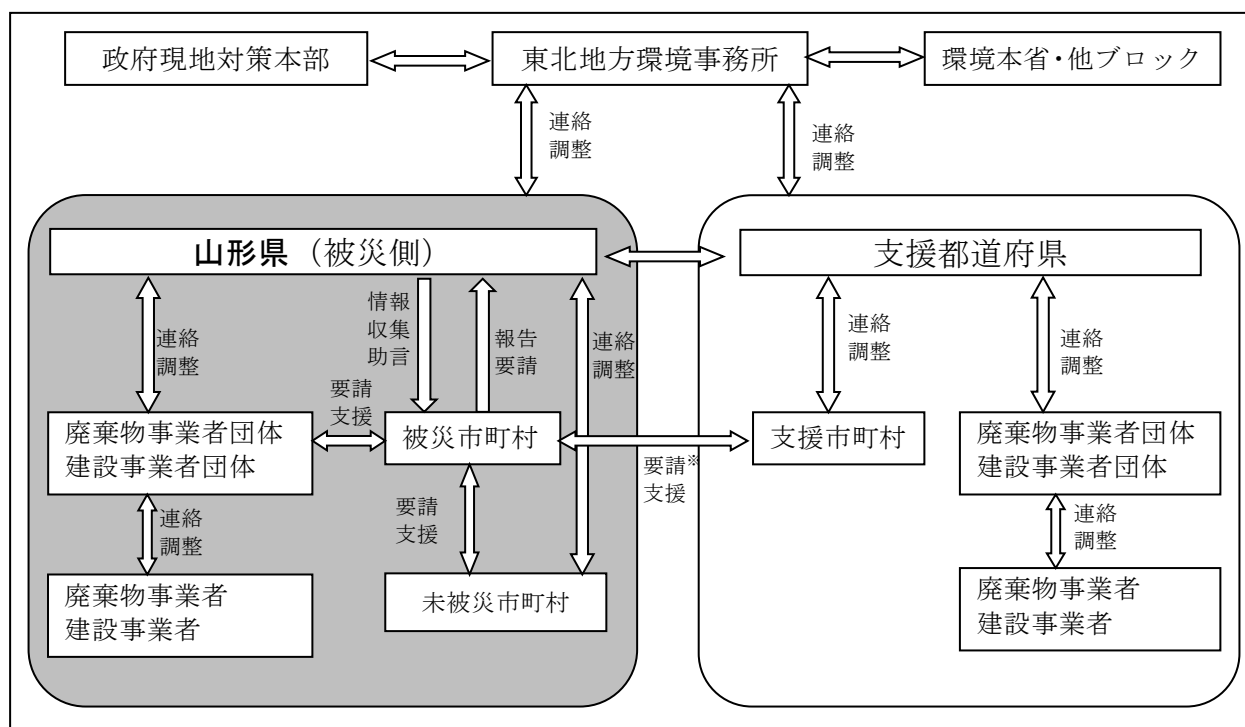 政府現地対策本部
東北地方環境事務所
環境本省・他ブロック
連絡
調整
連絡
調整
山形県（被災側）
支援都道府県
連絡
調整
情報
収集
助言
報告
要請
連絡
調整
連絡
調整
連絡
調整
要請
支援
廃棄物事業者団体
建設事業者団体
被災市町村
要請※
支援
支援市町村
廃棄物事業者団体
建設事業者団体
連絡
調整
要請
支援
連絡
調整
廃棄物事業者
建設事業者
未被災市町村
廃棄物事業者
建設事業者